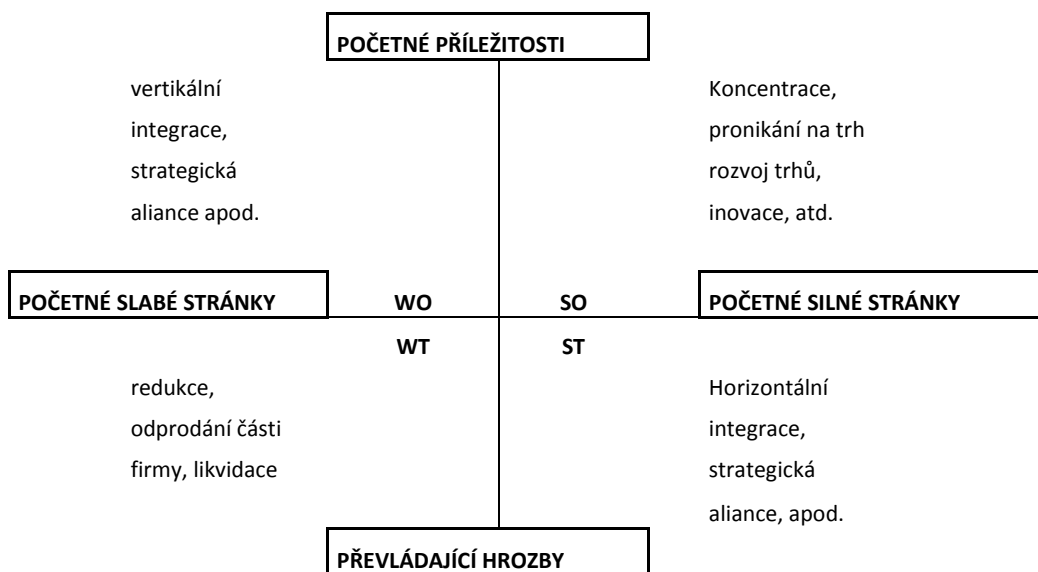 POČETNÉ PŘÍLEŽITOSTI
vertikální
integrace,
strategická
aliance apod.
Koncentrace,
pronikání na trh
rozvoj trhů,
inovace, atd.
POČETNÉ SLABÉ STRÁNKY
WO
SO
POČETNÉ SILNÉ STRÁNKY
WT
ST
redukce,
odprodání části
firmy, likvidace
Horizontální
integrace,
strategická
aliance, apod.
PŘEVLÁDAJÍCÍ HROZBY